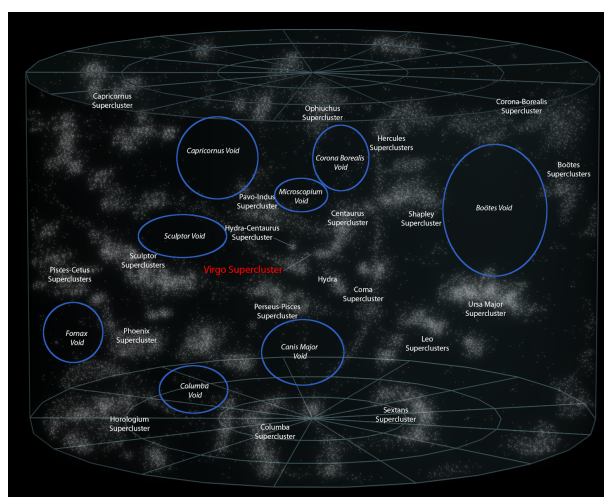 Capricornus
Supercluster
Ophiuchus
Supercluster
Corona-Borealis
Supercluster
Capricornus Void
Corona Borealis
Void
Hercules
Superclusters
Boötes
Superclusters
Pavo-Indus
Supercluster
Microscopium
Void
Centaurus
Supercluster
Shapley
Supercluster
Boötes Void
Sculptor Void
Hydra-Centaurus
Supercluster
Sculptor
Superclusters
Pisces-Cetus
Superclusters
Virgo Supercluster
Hydra
Coma
Supercluster
Perseus-Pisces
Supercluster
Ursa Major
Supercluster
Fornax
Void
Phoenix
Supercluster
Canis Major
Void
Leo
Superclusters
Columba
Void
Horologium
Supercluster
Columba
Supercluster
Sextans
Supercluster